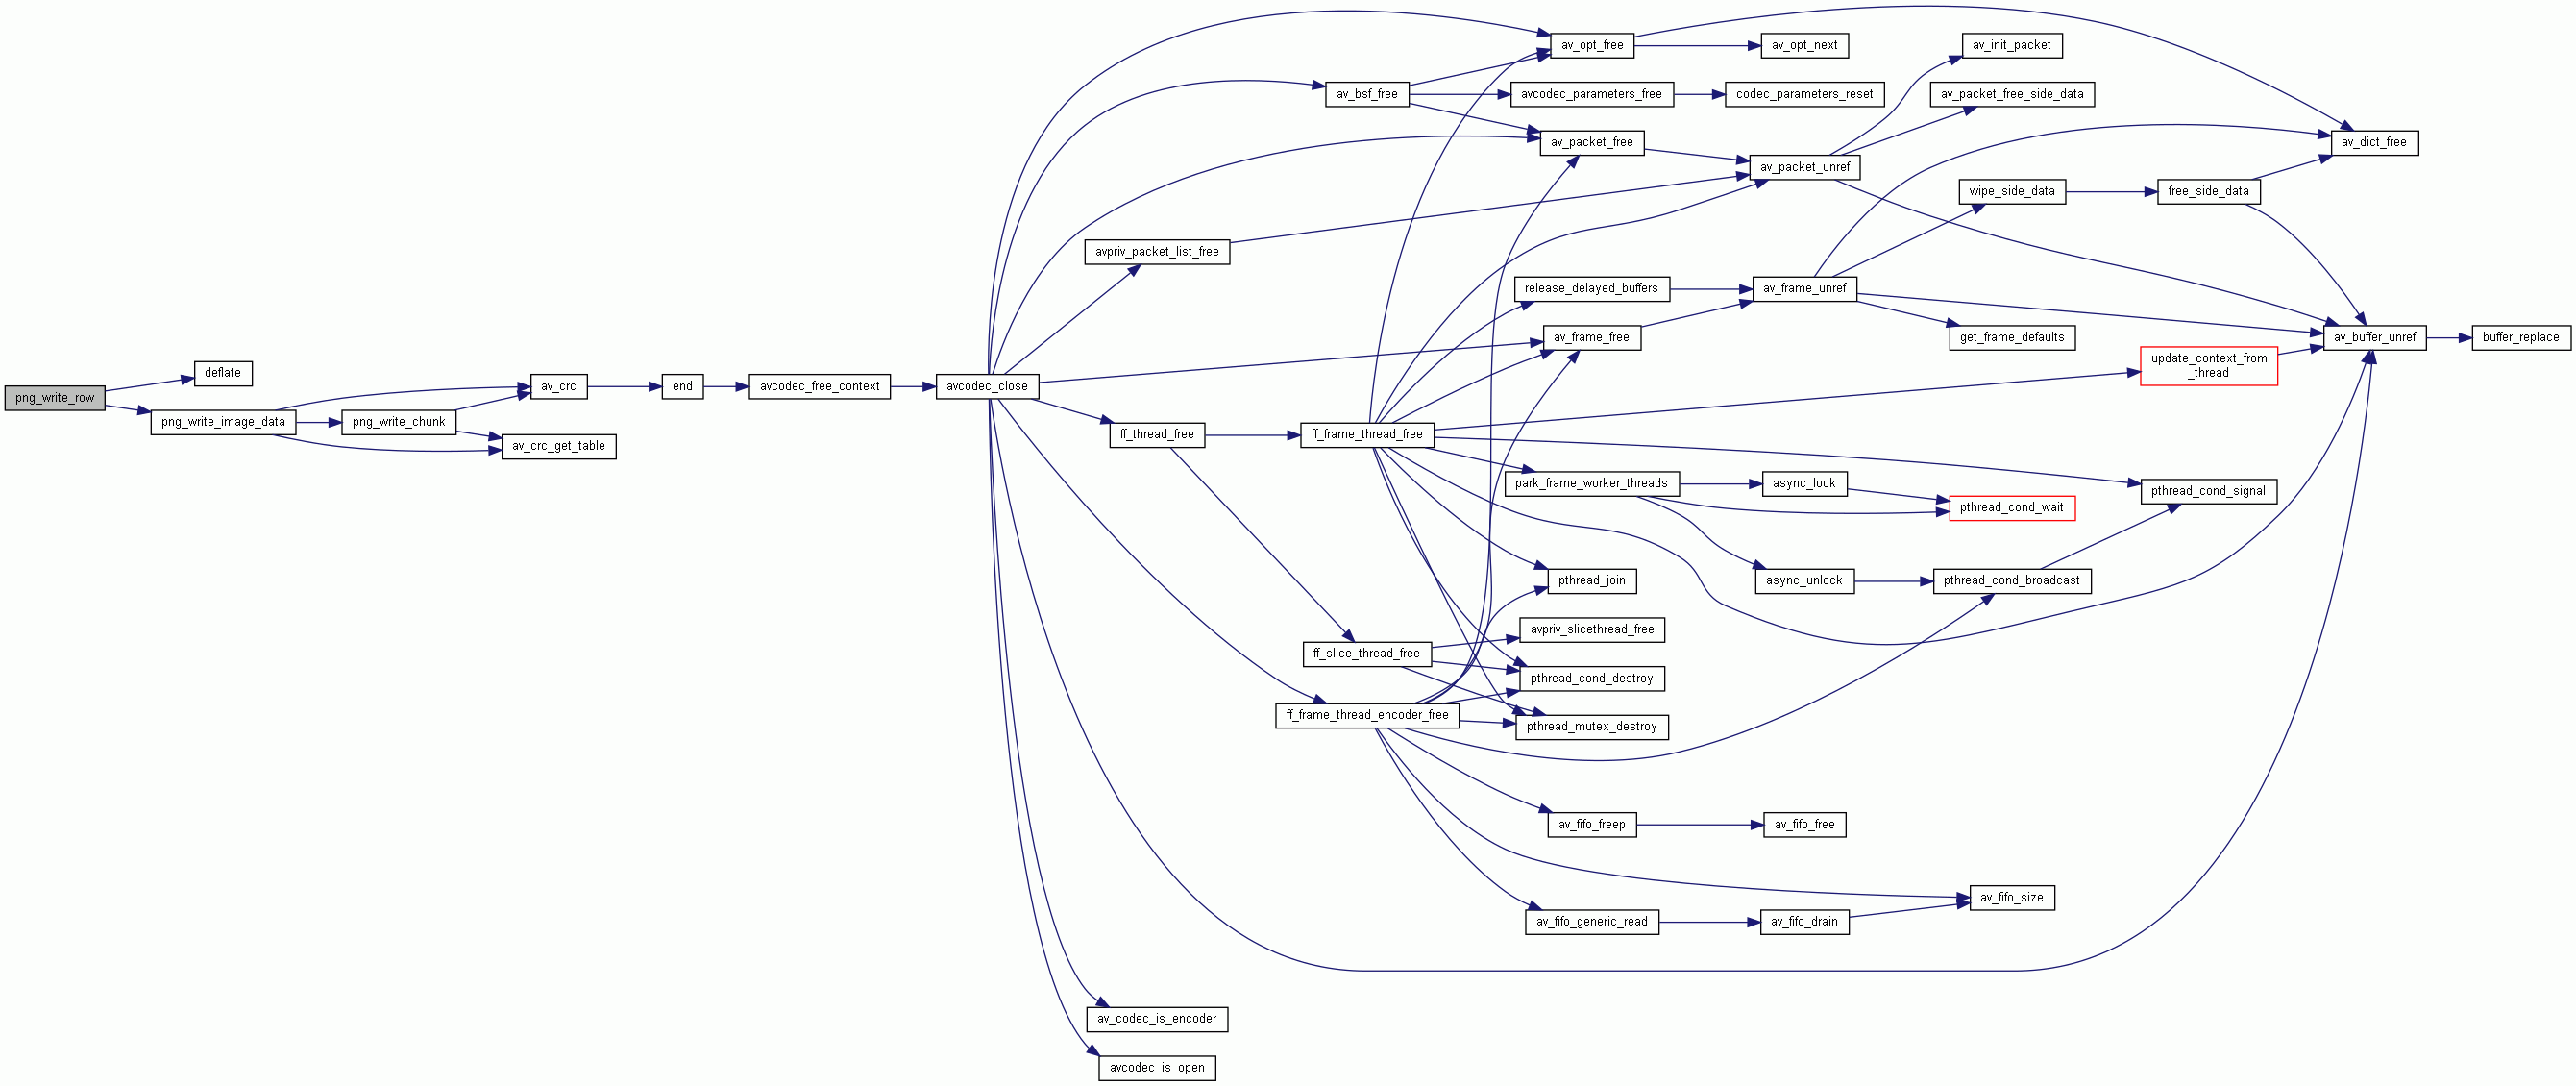 png_write_row
deflate
png_write_image_data
png_write_chunk
av_crc
av_crc_get_table
end
avcodec_free_context
avcodec_close
avpriv_packet_list_free
ff_thread_free
av_codec_is_encoder
avcodec_is_open
av_bsf_free
ff_frame_thread_free
ff_slice_thread_free
ff_frame_thread_encoder_free
av_opt_free
avcodec_parameters_free
av_packet_free
release_delayed_buffers
av_frame_free
park_frame_worker_threads
pthread_join
avpriv_slicethread_free
pthread_cond_destroy
pthread_mutex_destroy
av_fifo_freep
av_fifo_generic_read
av_opt_next
codec_parameters_reset
av_packet_unref
av_frame_unref
async_lock
async_unlock
av_fifo_free
av_fifo_drain
av_init_packet
av_packet_free_side_data
wipe_side_data
get_frame_defaults
pthread_cond_wait
pthread_cond_broadcast
av_fifo_size
free_side_data
update_context_from
_thread
pthread_cond_signal
av_dict_free
av_buffer_unref
buffer_replace